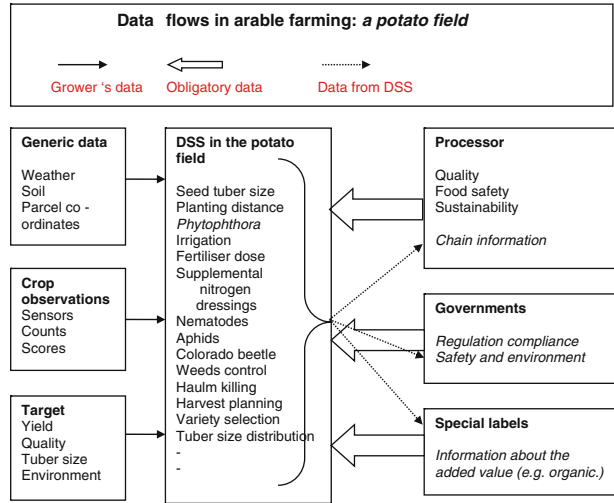 Data flows in arable farming: a potato field
Grower 's data
Obligatory data
Data from DSS
Generic data
Weather
Soil
Parcel co -
ordinates
Crop
observations
Sensors
Counts
Scores
Target
Yield
Quality
Tuber size
Environment
DSS in the potato
field
Seed tuber size
Planting distance
Phytophthora
Irrigation
Fertiliser dose
Supplemental
nitrogen
dressings
Nematodes
Aphids
Colorado beetle
Weeds control
Haulm killing
Harvest planning
Variety selection
Tuber size distribution
-
-
Processor
Quality
Food safety
Sustainability
Chain information
Governments
Regulation compliance
Safety and environment
Special labels
Information about the
added value (e.g. organic.)